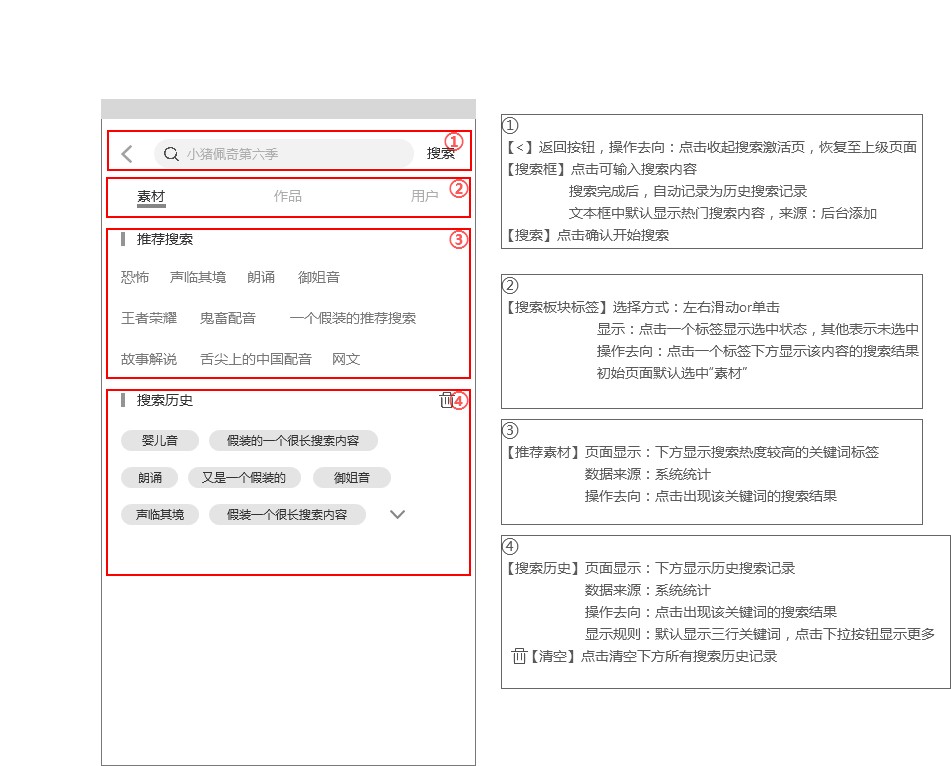 小猪佩奇第六季 搜索 ①
素材 作品 用户 ②
推荐搜索 ③
恐怖 声临其境 朗诵 御姐音
王者荣耀 鬼畜配音 一个假装的推荐搜索
故事解说 舌尖上的中国配音 网文
搜索历史 ④
婴儿音 假装的一个很长搜索内容
朗诵 又是一个假装的 御姐音
声临其境 假装一个很长搜索内容
①
【<】返回按钮，操作去向：点击收起搜索激活页，恢复至上级页面
【搜索框】点击可输入搜索内容
搜索完成后，自动记录为历史搜索记录
文本框中默认显示热门搜索内容，来源：后台添加
【搜索】点击确认开始搜索
②
【搜索板块标签】选择方式：左右滑动or单击
显示：点击一个标签显示选中状态，其他表示未选中
操作去向：点击一个标签下方显示该内容的搜索结果
初始页面默认选中“素材”
③
【推荐素材】页面显示：下方显示搜索热度较高的关键词标签
数据来源：系统统计
操作去向：点击出现该关键词的搜索结果
④
【搜索历史】页面显示：下方显示历史搜索记录
数据来源：系统统计
操作去向：点击出现该关键词的搜索结果
显示规则：默认显示三行关键词，点击下拉按钮显示更多
【清空】点击清空下方所有搜索历史记录